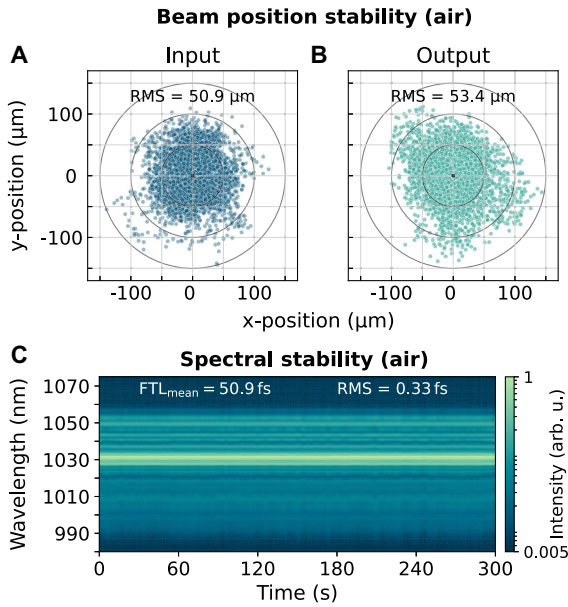 Beam position stability (air)
A Input B Output
RMS = 50.9 μm RMS = 53.4 μm
y-position (μm)
100
0
-100
-100 0 100 -100 0 100
x-position (μm)
C Spectral stability (air)
FTLmean = 50.9 fs RMS = 0.33 fs
Wavelength (nm)
1070
1050
1030
1010
990
0 60 120 180 240 300
Time (s)
1
Intensity (arb. u.)
0.005